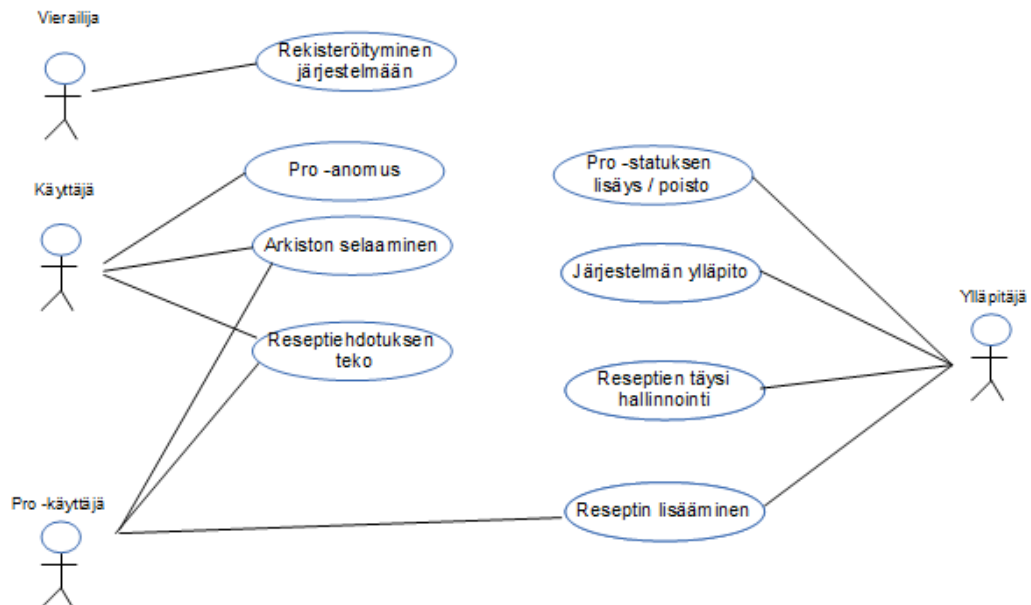 Vierailija
Rekisteröityminen
järjestelmään
Pro -anomus
Pro -statuksen
lisäys / poisto
Käyttäjä
Arkiston selaaminen
Järjestelmän ylläpito
Ylläpitäjä
Reseptiehdotuksen
teko
Reseptien täysi
hallinnointi
Pro -käyttäjä
Reseptin lisääminen